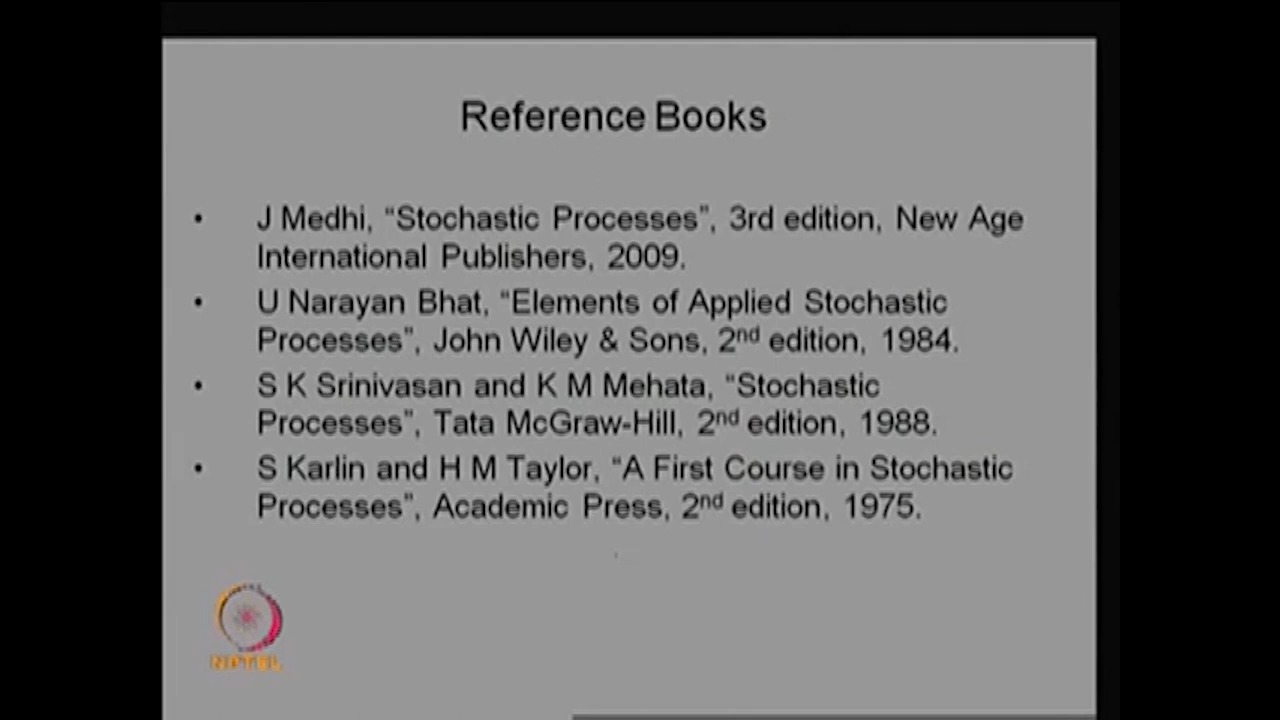 Reference Books
• J Medhi, “Stochastic Processes”, 3rd edition, New Age
International Publishers, 2009.
• U Narayan Bhat, “Elements of Applied Stochastic
Processes”, John Wiley & Sons, 2nd edition, 1984.
• S K Srinivasan and K M Mehata, “Stochastic
Processes”, Tata McGraw-Hill, 2nd edition, 1988.
• S Karlin and H M Taylor, “A First Course in Stochastic
Processes”, Academic Press, 2nd edition, 1975.
NPTEL